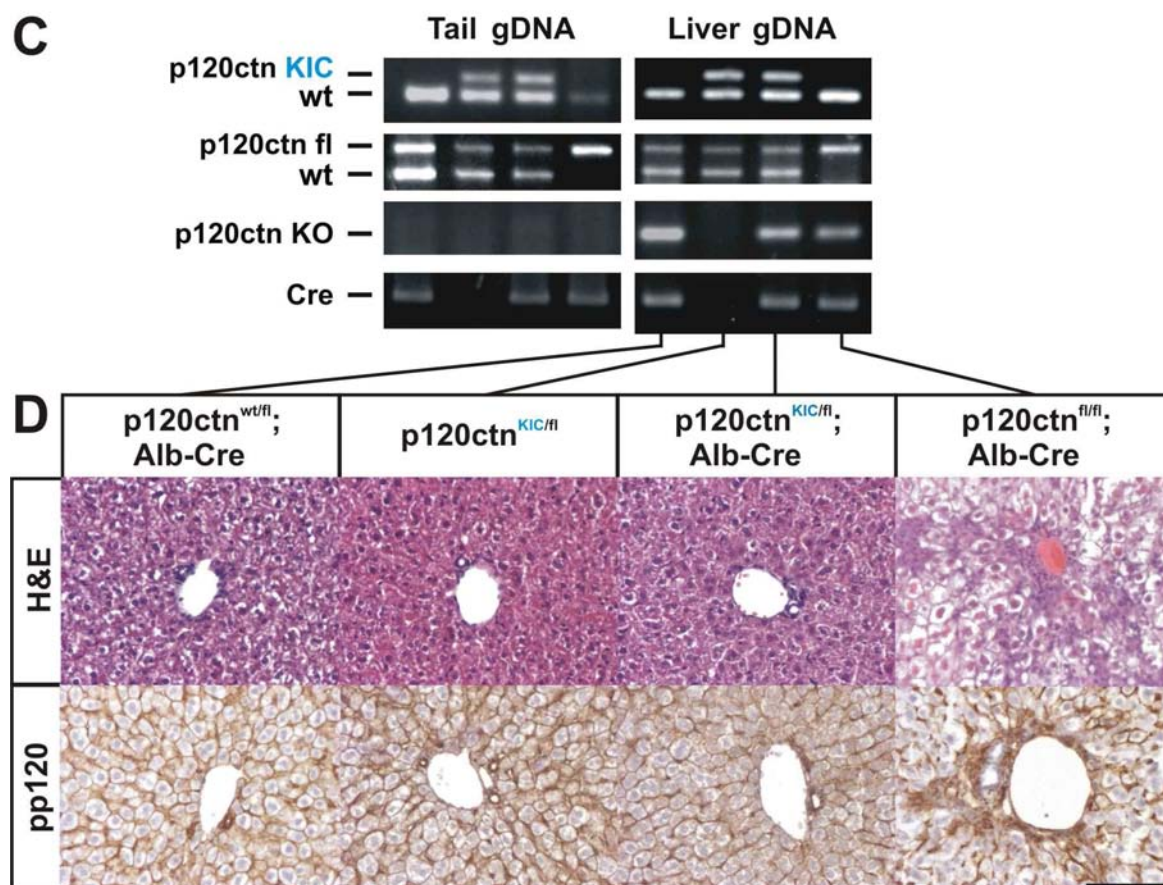 C
Tail gDNA Liver gDNA
p120ctn KIC
wt
p120ctn fl
wt
p120ctn KO
Cre
D
p120ctn^wt/fl;
Alb-Cre
p120ctn^KIC/fl
p120ctn^KIC/fl;
Alb-Cre
p120ctn^fl/fl;
Alb-Cre
H&E
pp120